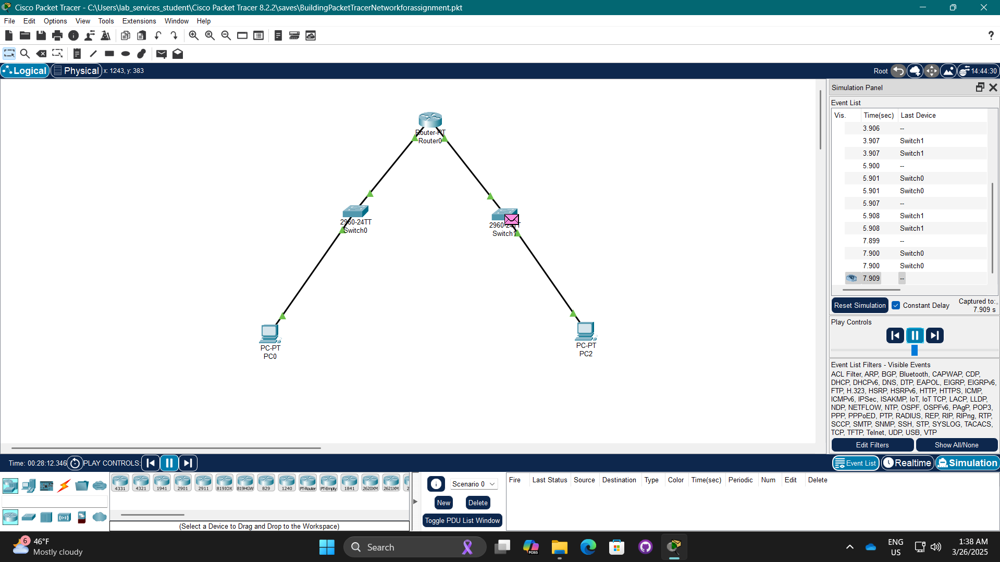 Cisco Packet Tracer - C:\Users\lab_services_student\Cisco Packet Tracer 8.2.2\saves\BuildingPacketTracerNetworkforassignment.pkt
File Edit Options View Tools Extensions Window Help
Logical Physical x: 1243, y: 383
Root 14:44:30
Router-PT
Router0
2960-24TT
Switch0
2960-24TT
Switch1
PC-PT
PC0
PC-PT
PC2
Simulation Panel
Event List
Vis. Time(sec) Last Device
3.906 --
3.907 Switch1
3.907 Switch1
5.900 --
5.901 Switch0
5.901 Switch0
5.907 --
5.908 Switch1
5.908 Switch1
7.899 --
7.900 Switch0
7.900 Switch0
7.909 --
Reset Simulation Constant Delay Captured to:
7.909 s
Play Controls
Event List Filters - Visible Events
ACL Filter, ARP, BGP, Bluetooth, CAPWAP, CDP,
DHCP, DHCPv6, DNS, DTP, EAPOL, EIGRP, EIGRPv6,
FTP, H.323, HSRP, HSRPv6, HTTP, HTTPS, ICMP,
ICMPv6, IPSec, ISAKMP, IoT, IoT TCP, LACP, LLDP,
NDP, NETFLOW, NTP, OSPF, OSPFv6, PAgP, POP3,
PPP, PPPoED, PTP, RADIUS, REP, RIP, RIPng, RTP,
SCCP, SMTP, SNMP, SSH, STP, SYSLOG, TACACS,
TCP, TFTP, Telnet, UDP, USB, VTP
Edit Filters Show All/None
Time: 00:28:12.346 PLAY CONTROLS:
Event List Realtime Simulation
4331 4321 1941 2901 2911 819IOX 819HGW 829 1240 PT-Router PT-Empty 1841 2620XM 2621XM 2
(Select a Device to Drag and Drop to the Workspace)
Scenario 0
New Delete
Toggle PDU List Window
Fire Last Status Source Destination Type Color Time(sec) Periodic Num Edit Delete
6 46°F
Mostly cloudy
Search
M365
ENG
US
1:38 AM
3/26/2025